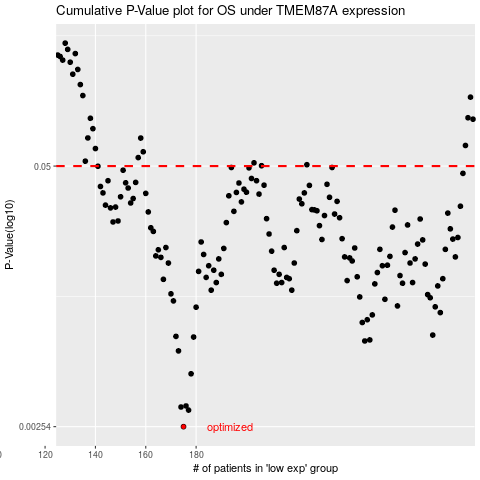 Cumulative P-Value plot for OS under TMEM87A expression
P-Value(log10)
0.05
0.00254
optimized
0 120 140 160 180
# of patients in 'low exp' group